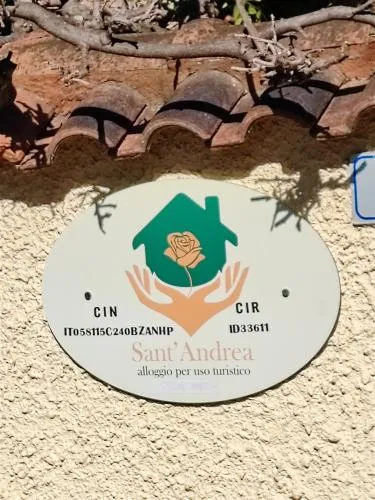 CIN CIR
IT058115C240BZANHP ID33611
Sant'Andrea
alloggio per uso turistico